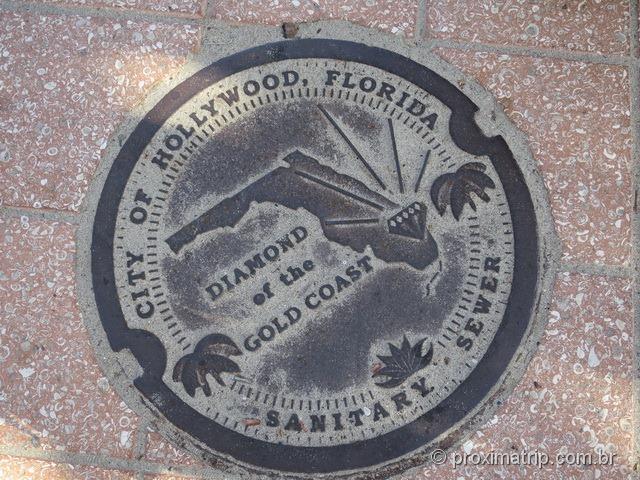 CITY OF HOLLYWOOD, FLORIDA
DIAMOND
of the
GOLD COAST
SANITARY SEWER
© proximatrip.com.br